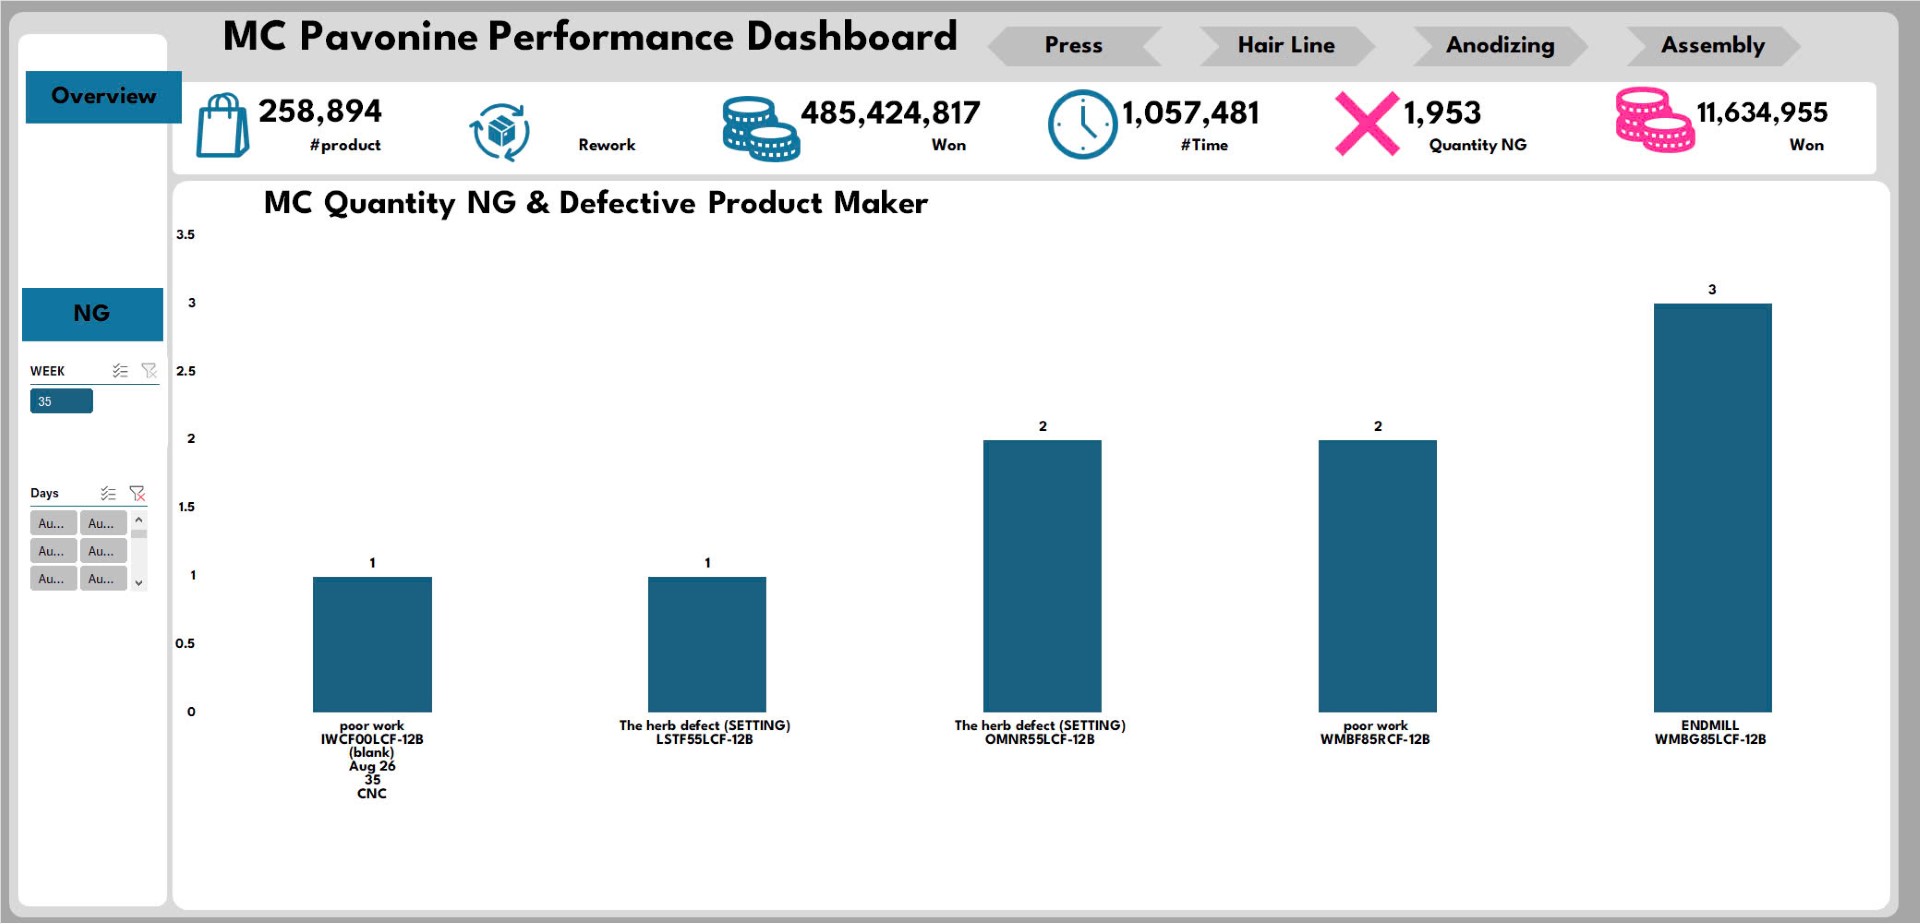 MC Pavonine Performance Dashboard
Press
Hair Line
Anodizing
Assembly
Overview
258,894
#product
Rework
485,424,817
Won
1,057,481
#Time
1,953
Quantity NG
11,634,955
Won
MC Quantity NG & Defective Product Maker
NG
WEEK
35
Days
Au...
Au...
Au...
Au...
Au...
Au...
3.5
3
2.5
2
1.5
1
0.5
0
1
1
2
2
3
poor work
IWCF00LCF-12B
(blank)
Aug 26
35
CNC
The herb defect (SETTING)
LSTF55LCF-12B
The herb defect (SETTING)
OMNR55LCF-12B
poor work
WMBF85RCF-12B
ENDMILL
WMBG85LCF-12B